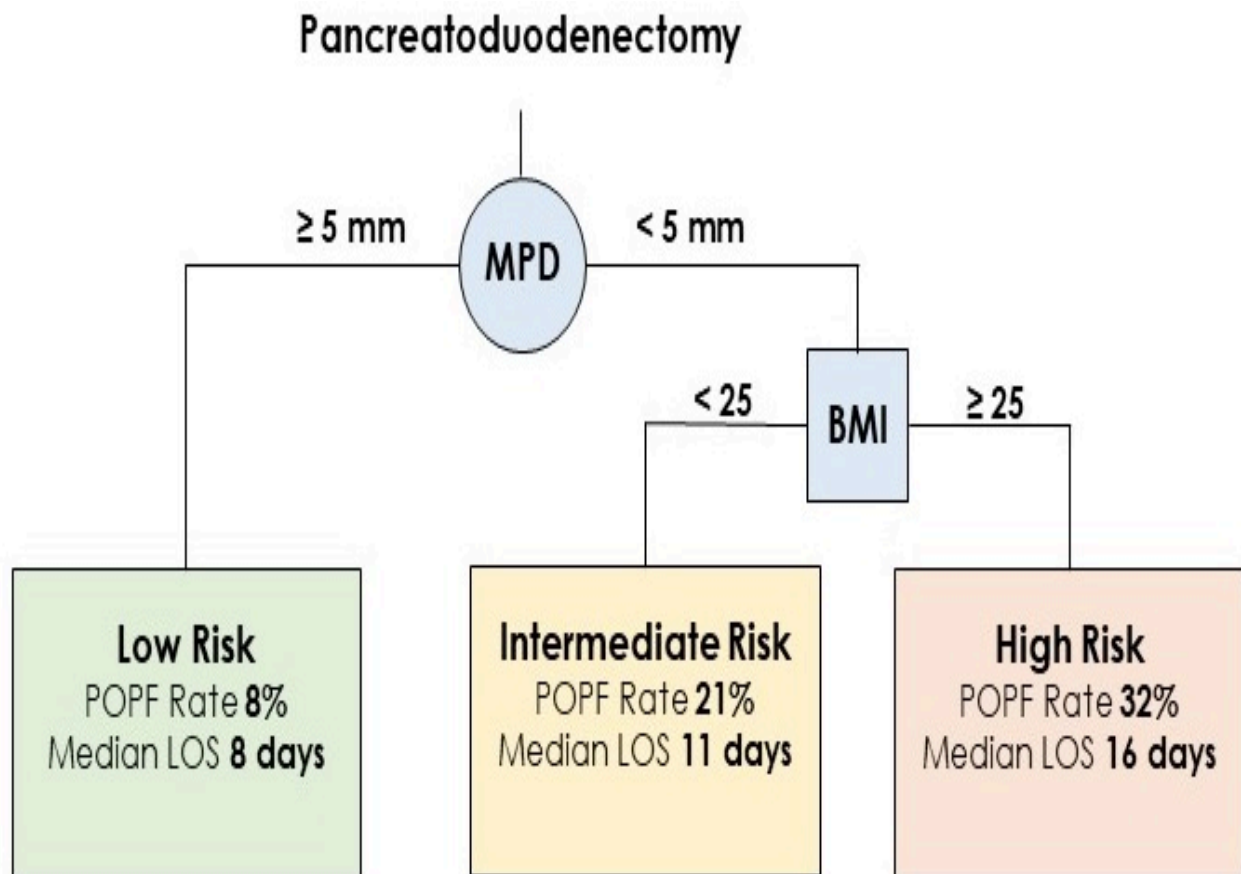 Pancreatoduodenectomy
≥ 5 mm
MPD
< 5 mm
< 25
BMI
≥ 25
Low Risk
POPF Rate 8%
Median LOS 8 days
Intermediate Risk
POPF Rate 21%
Median LOS 11 days
High Risk
POPF Rate 32%
Median LOS 16 days